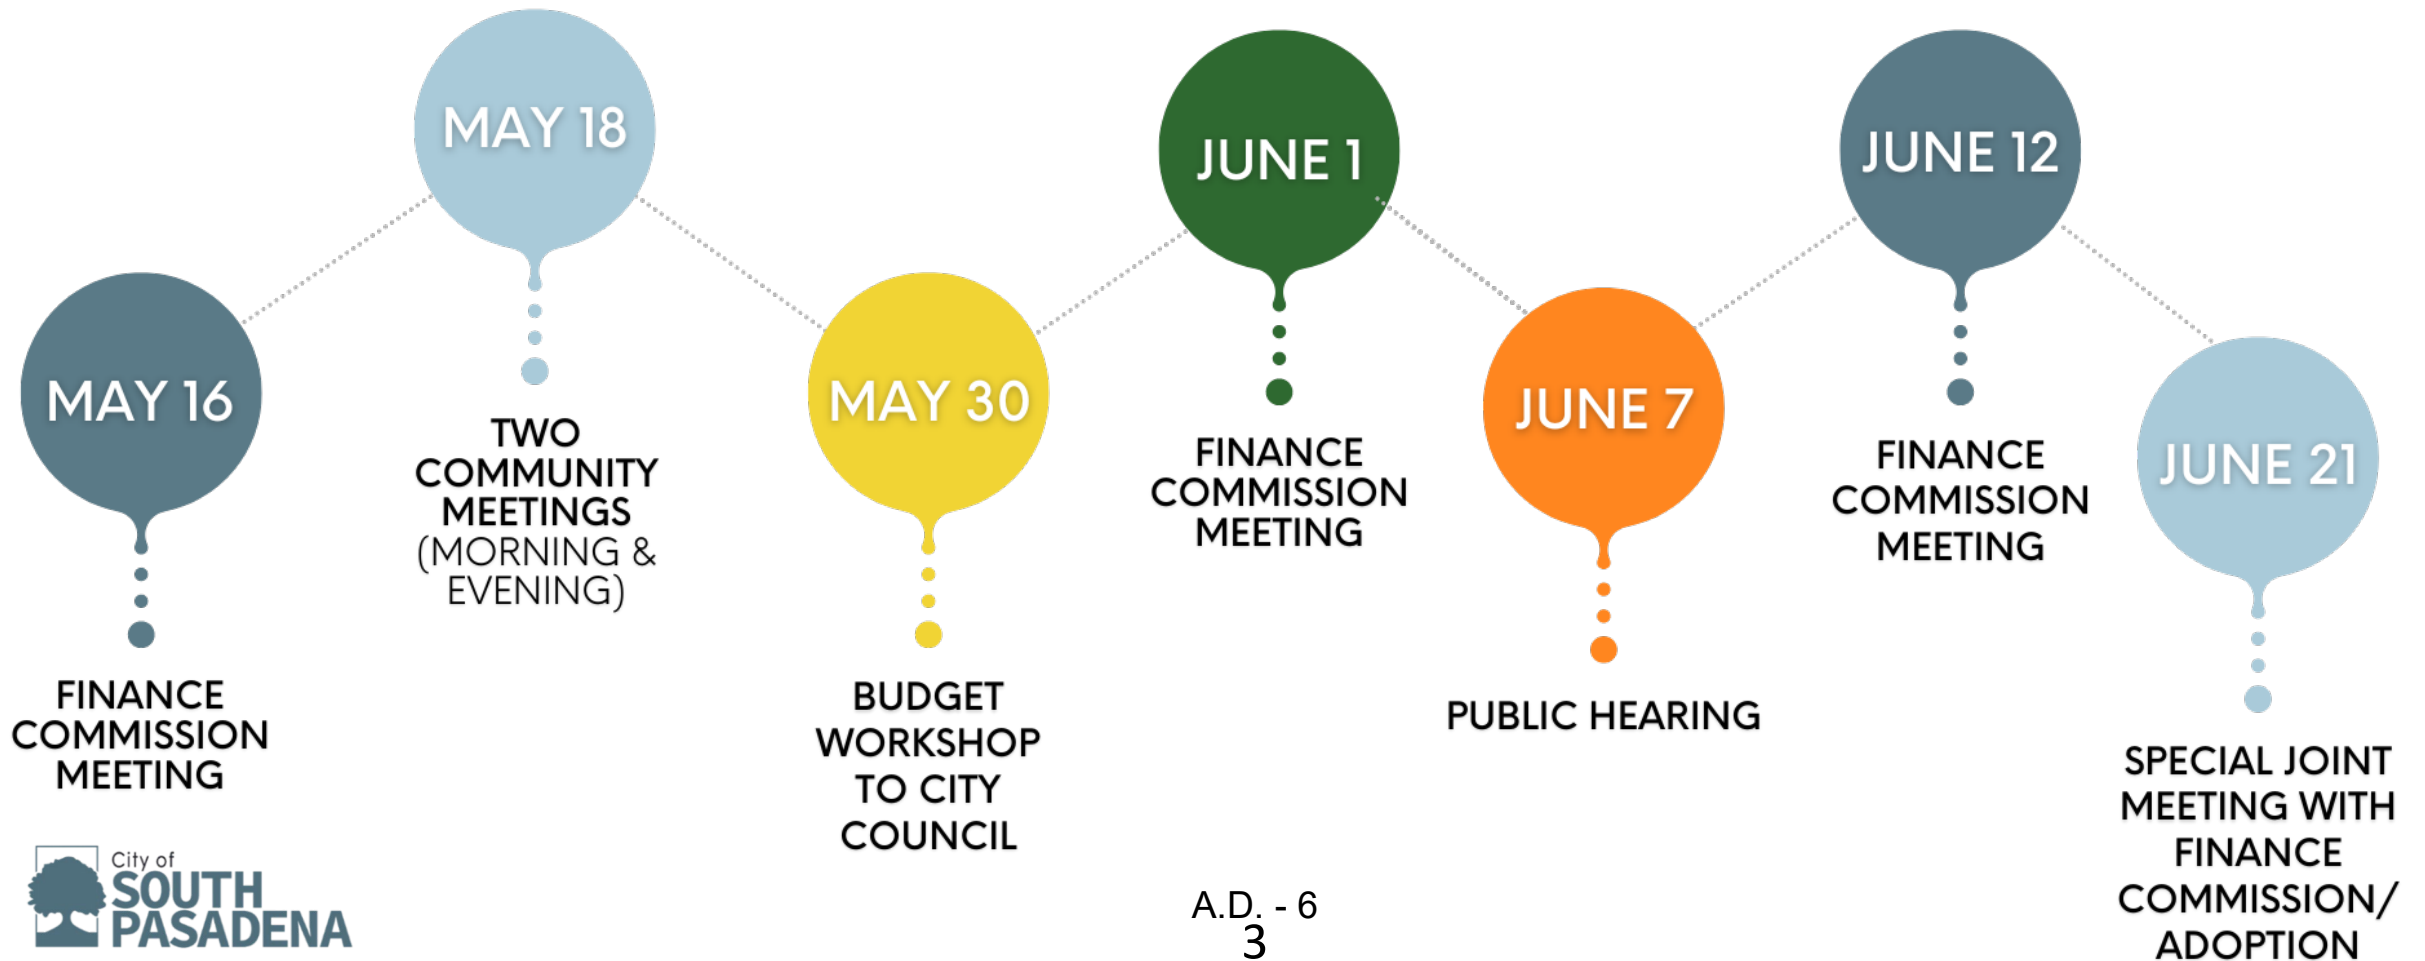 MAY 16
FINANCE
COMMISSION
MEETING
MAY 18
TWO
COMMUNITY
MEETINGS
(MORNING &
EVENING)
MAY 30
BUDGET
WORKSHOP
TO CITY
COUNCIL
JUNE 1
FINANCE
COMMISSION
MEETING
JUNE 7
PUBLIC HEARING
JUNE 12
FINANCE
COMMISSION
MEETING
JUNE 21
SPECIAL JOINT
MEETING WITH
FINANCE
COMMISSION/
ADOPTION
City of
SOUTH
PASADENA
A.D. - 6
3